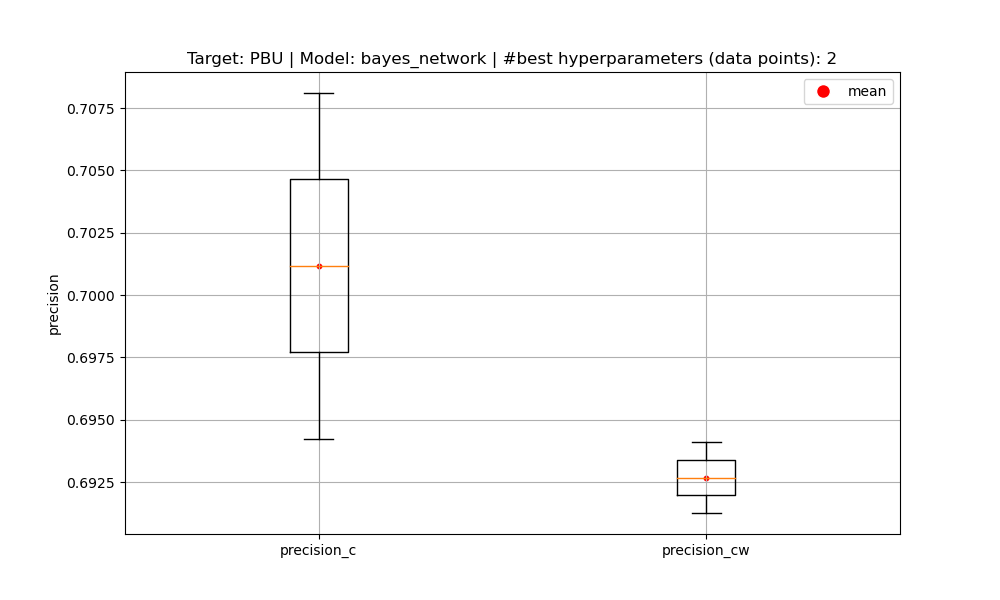 Target: PBU | Model: bayes_network | #best hyperparameters (data points): 2
mean
0.7075
0.7050
0.7025
0.7000
0.6975
0.6950
0.6925
precision
precision_c
precision_cw